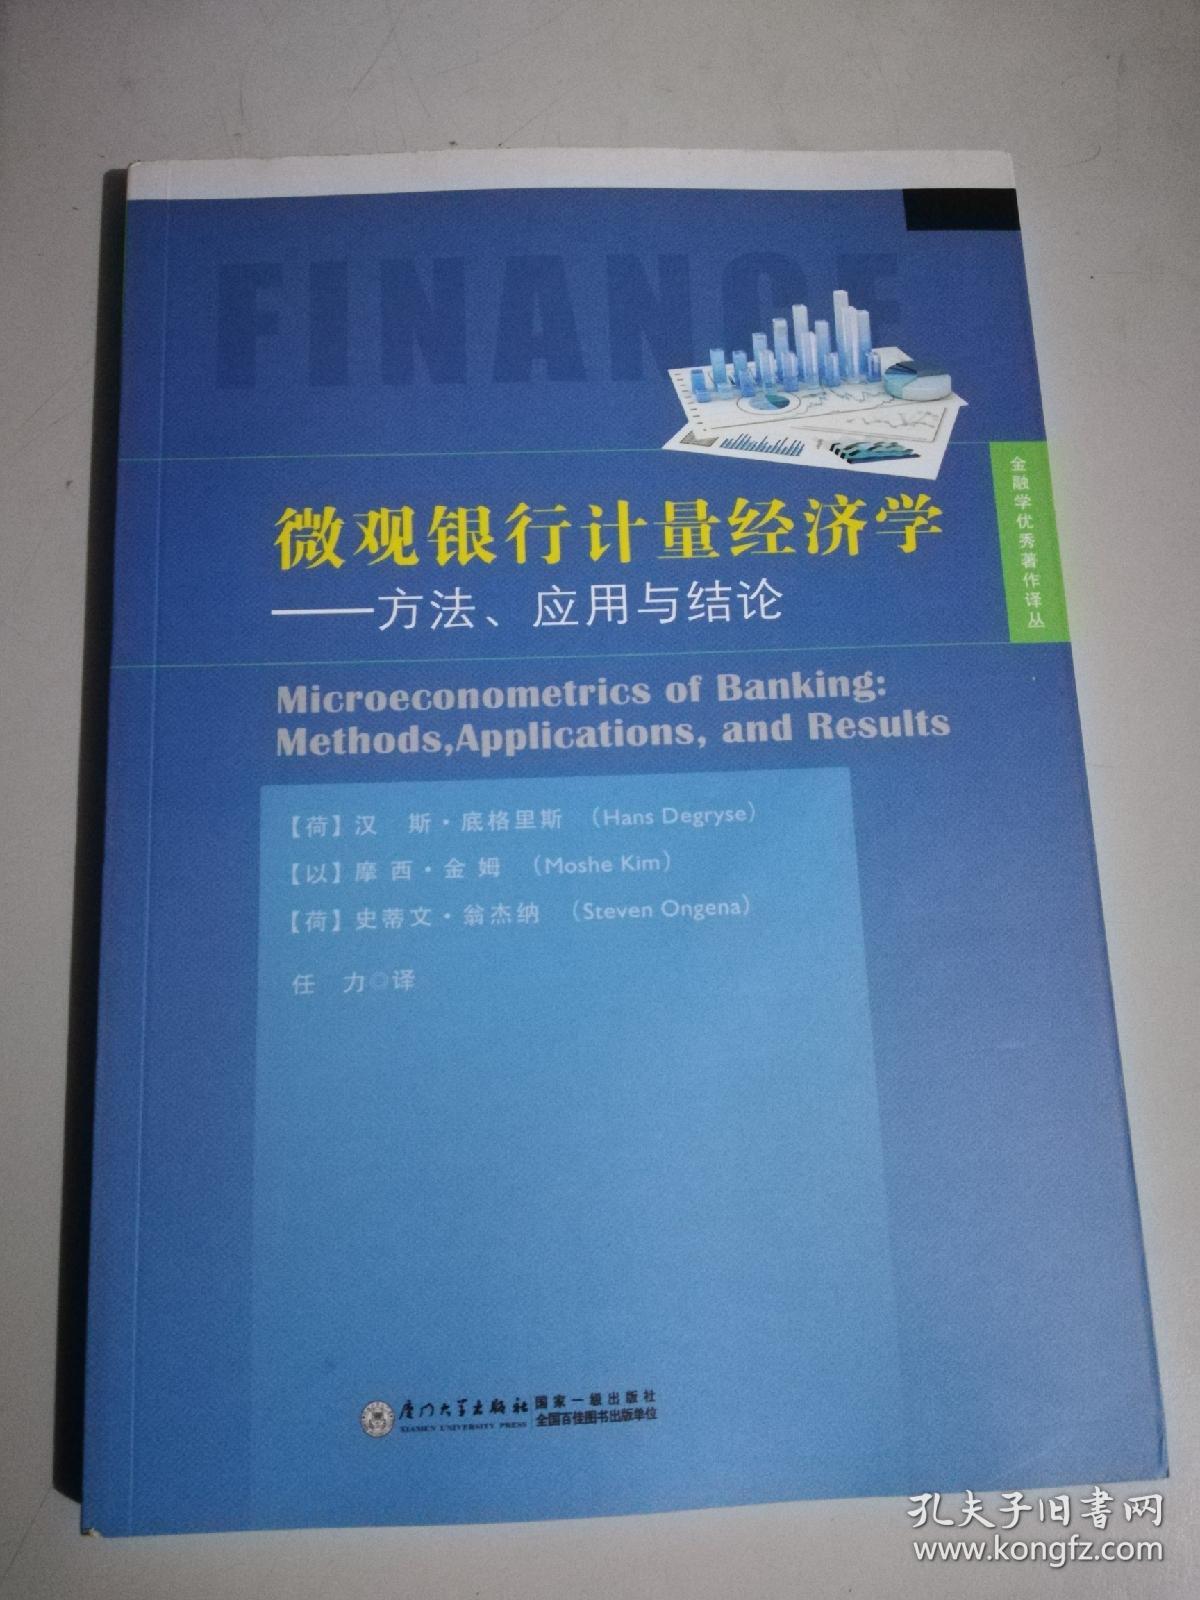 FINANCE
金融学优秀著作译丛
微观银行计量经济学
——方法、应用与结论
Microeconometrics of Banking:
Methods,Applications, and Results
【荷】汉 斯·底格里斯 (Hans Degryse)
【以】摩 西·金 姆 (Moshe Kim)
【荷】史蒂文·翁杰纳 (Steven Ongena)
任 力◎译
厦门大学出版社 国家一级出版社
XIAMEN UNIVERSITY PRESS 全国百佳图书出版单位
孔夫子旧书网
www.kongfz.com